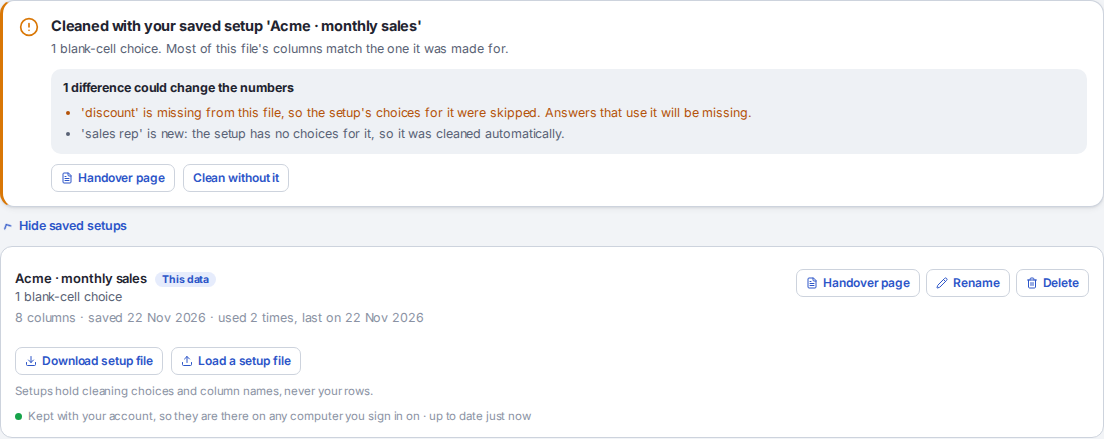 Cleaned with your saved setup 'Acme · monthly sales'
1 blank-cell choice. Most of this file's columns match the one it was made for.
1 difference could change the numbers
• 'discount' is missing from this file, so the setup's choices for it were skipped. Answers that use it will be missing.
• 'sales rep' is new: the setup has no choices for it, so it was cleaned automatically.
Handover page Clean without it
Hide saved setups
Acme · monthly sales This data Handover page Rename Delete
1 blank-cell choice
8 columns · saved 22 Nov 2026 · used 2 times, last on 22 Nov 2026
Download setup file Load a setup file
Setups hold cleaning choices and column names, never your rows.
Kept with your account, so they are there on any computer you sign in on · up to date just now